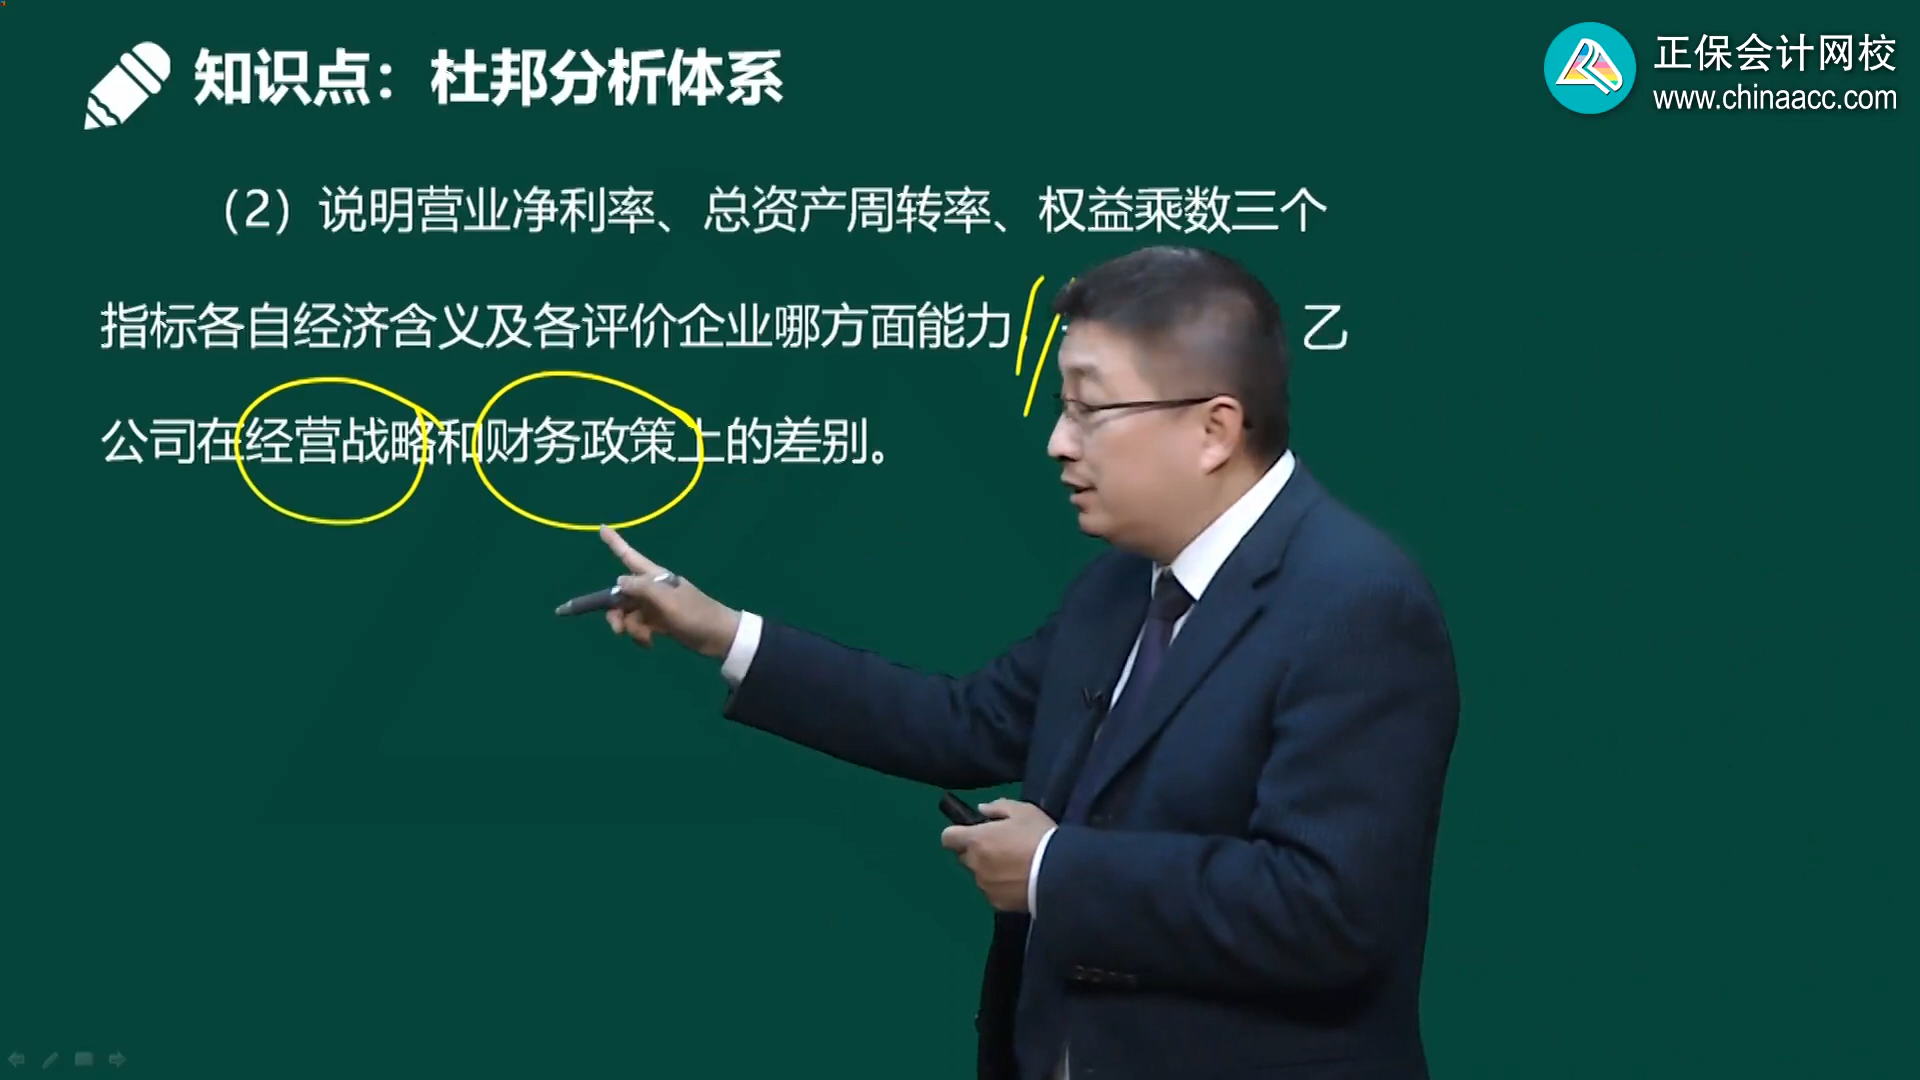 知识点：杜邦分析体系
正保会计网校
www.chinaacc.com
（2）说明营业净利率、总资产周转率、权益乘数三个
指标各自经济含义及各评价企业哪方面能力 乙
公司在经营战略和财务政策上的差别。